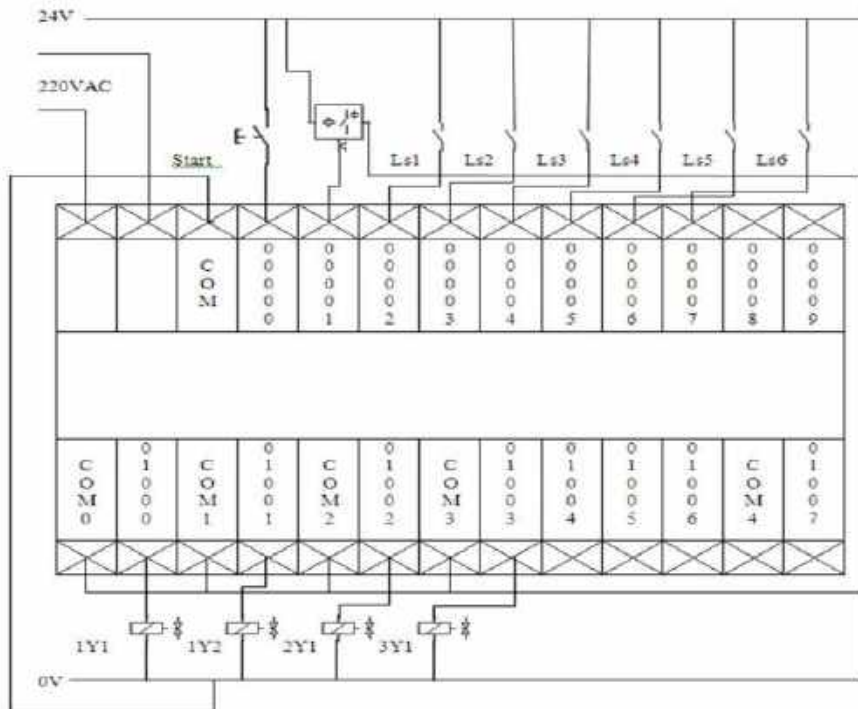 24V
220VAC
Start
Ls1 Ls2 Ls3 Ls4 Ls5 Ls6
COM 00000 00001 00002 00003 00004 00005 00006 00007 00008 00009
COM0 01000 COM1 01001 COM2 01002 COM3 01003 01004 01005 01006 COM4 01007
1Y1 1Y2 2Y1 3Y1
0V